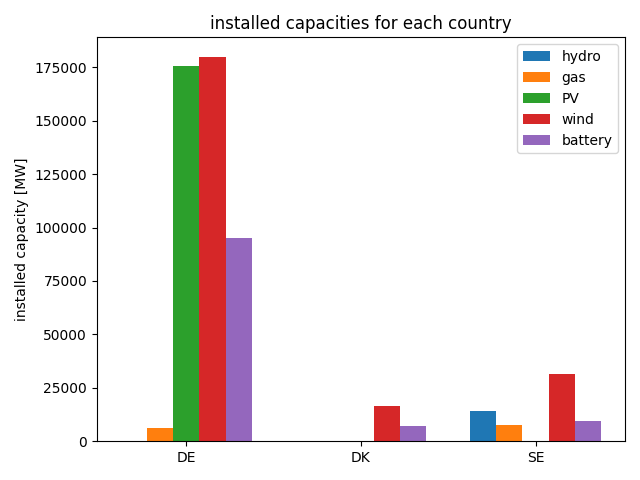 installed capacities for each country
hydro
gas
PV
wind
battery
installed capacity [MW]
175000
150000
125000
100000
75000
50000
25000
0
DE
DK
SE